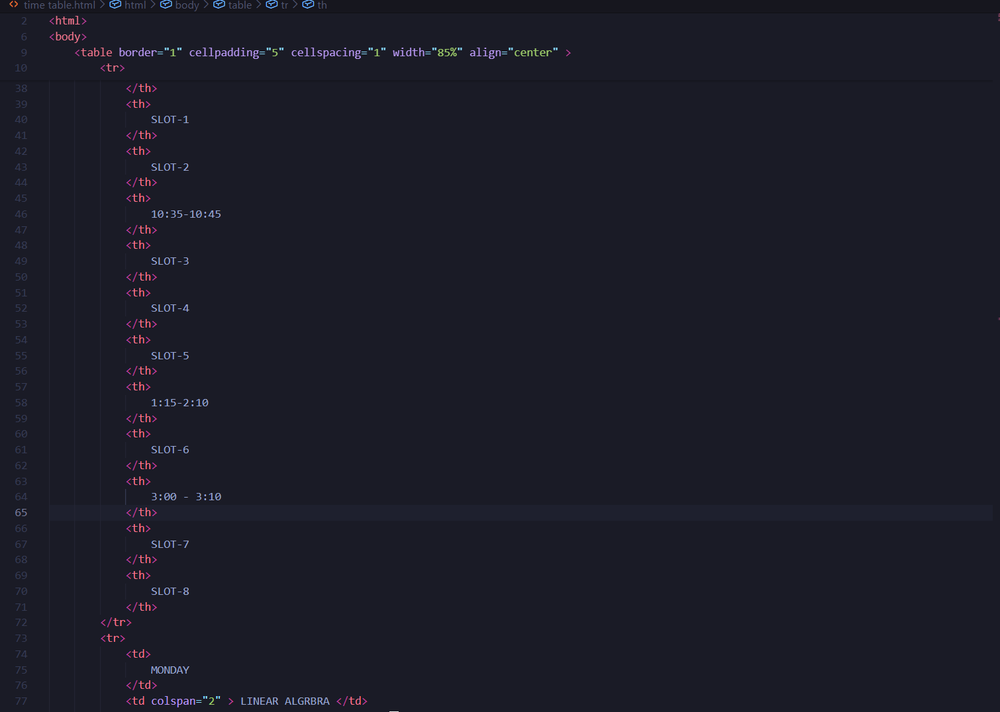 time table.html > html > body > table > tr > th
2 <html>
6 <body>
9 <table border="1" cellpadding="5" cellspacing="1" width="85%" align="center" >
10 <tr>
38 </th>
39 <th>
40 SLOT-1
41 </th>
42 <th>
43 SLOT-2
44 </th>
45 <th>
46 10:35-10:45
47 </th>
48 <th>
49 SLOT-3
50 </th>
51 <th>
52 SLOT-4
53 </th>
54 <th>
55 SLOT-5
56 </th>
57 <th>
58 1:15-2:10
59 </th>
60 <th>
61 SLOT-6
62 </th>
63 <th>
64 3:00 - 3:10
65 </th>
66 <th>
67 SLOT-7
68 </th>
69 <th>
70 SLOT-8
71 </th>
72 </tr>
73 <tr>
74 <td>
75 MONDAY
76 </td>
77 <td colspan="2" > LINEAR ALGRBRA </td>